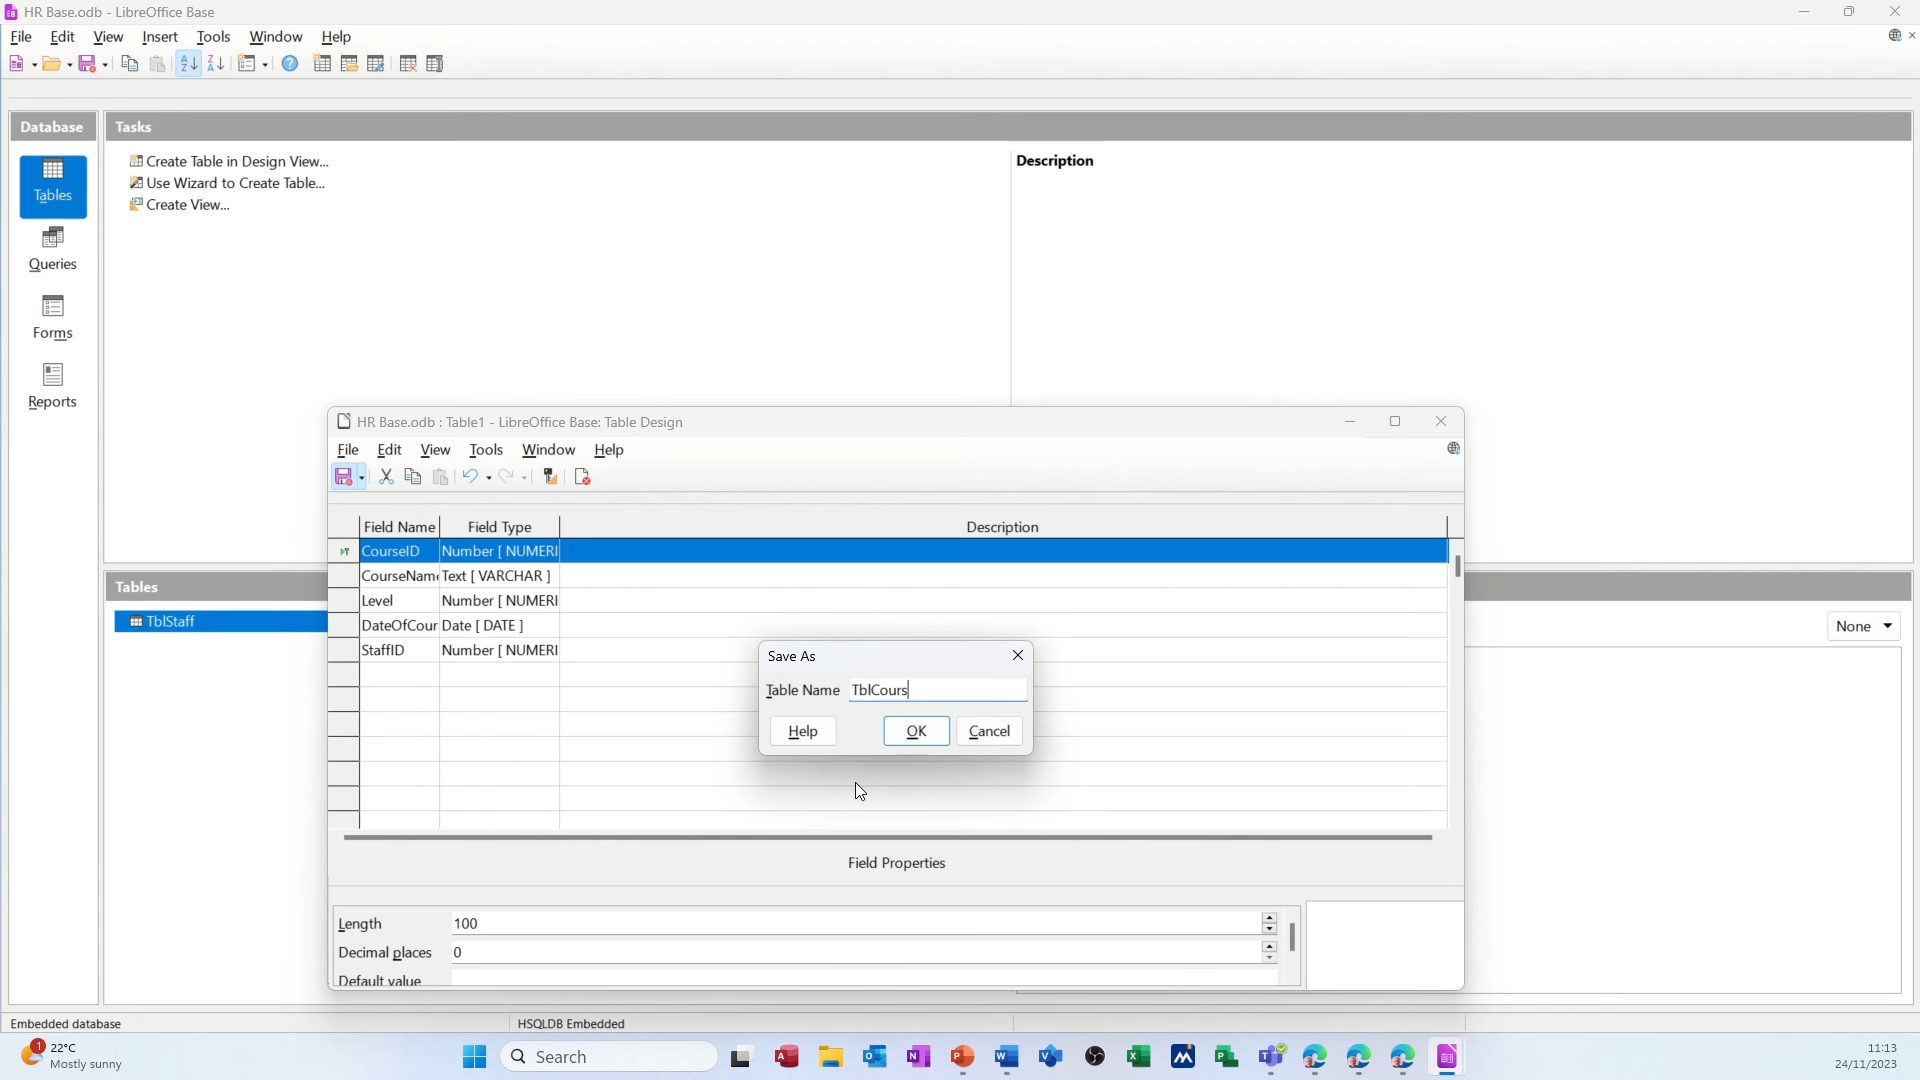 HR Base.odb - LibreOffice Base
File Edit View Insert Tools Window Help
Database
Tasks
Create Table in Design View...
Use Wizard to Create Table...
Create View...
Description
Tables
Queries
Forms
Reports
HR Base.odb : Table1 - LibreOffice Base: Table Design
File Edit View Tools Window Help
Field Name Field Type Description
CourseID Number [ NUMERI
CourseName Text [ VARCHAR ]
Level Number [ NUMERI
DateOfCour Date [ DATE ]
StaffID Number [ NUMERI
Tables
TblStaff
None
Save As
Table Name TblCours
Help OK Cancel
Field Properties
Length 100
Decimal places 0
Default value
Embedded database HSQLDB Embedded
1
22°C
Mostly sunny
Search
11:13
24/11/2023